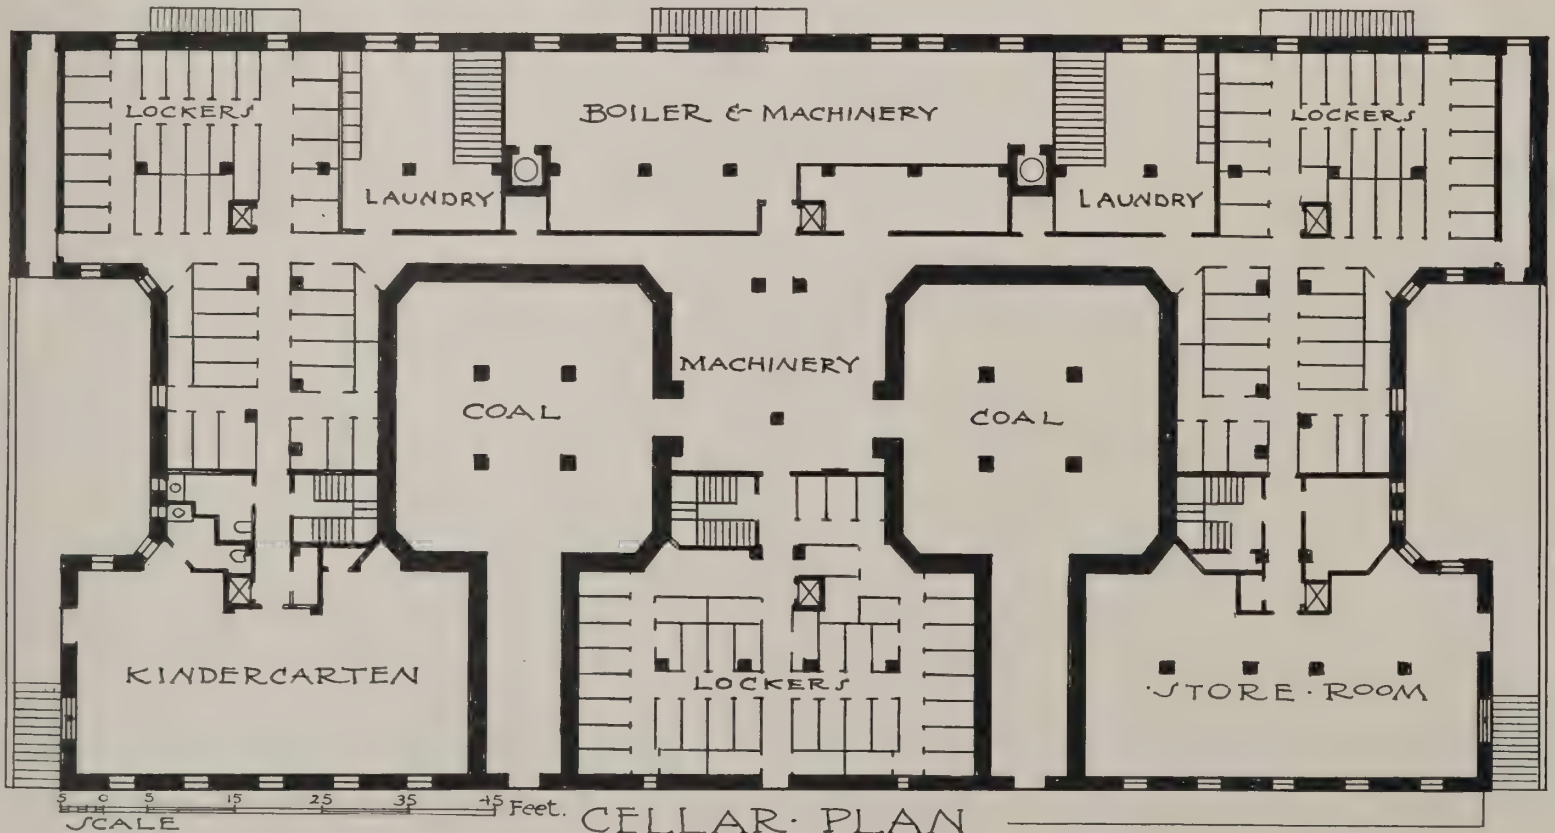 LOCKERS
BOILER & MACHINERY
LOCKERS
LAUNDRY
LAUNDRY
MACHINERY
COAL
COAL
KINDERCARTEN
LOCKERS
·STORE·ROOM
5 0 5 15 25 35 45 Feet.
SCALE
CELLAR· PLAN